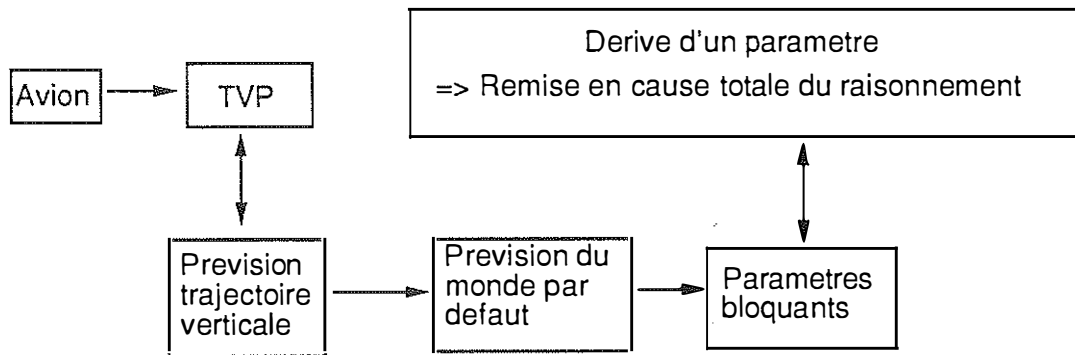 Derive d'un parametre
=> Remise en cause totale du raisonnement
Avion
TVP
Prevision
trajectoire
verticale
Prevision du
monde par
defaut
Parametres
bloquants